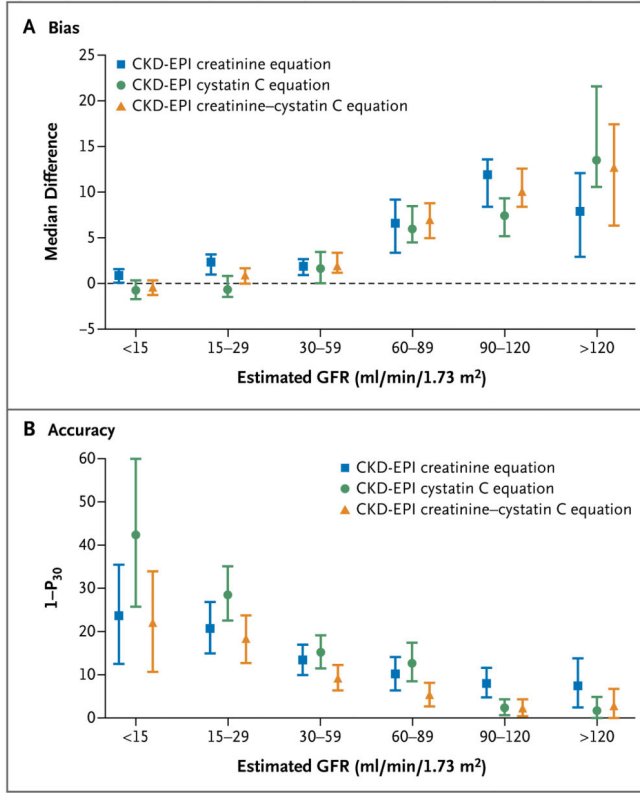 A Bias
CKD-EPI creatinine equation
CKD-EPI cystatin C equation
CKD-EPI creatinine–cystatin C equation
Median Difference
25
20
15
10
5
0
−5
<15
15–29
30–59
60–89
90–120
>120
Estimated GFR (ml/min/1.73 m²)
B Accuracy
CKD-EPI creatinine equation
CKD-EPI cystatin C equation
CKD-EPI creatinine–cystatin C equation
1−P₃₀
60
50
40
30
20
10
0
<15
15–29
30–59
60–89
90–120
>120
Estimated GFR (ml/min/1.73 m²)